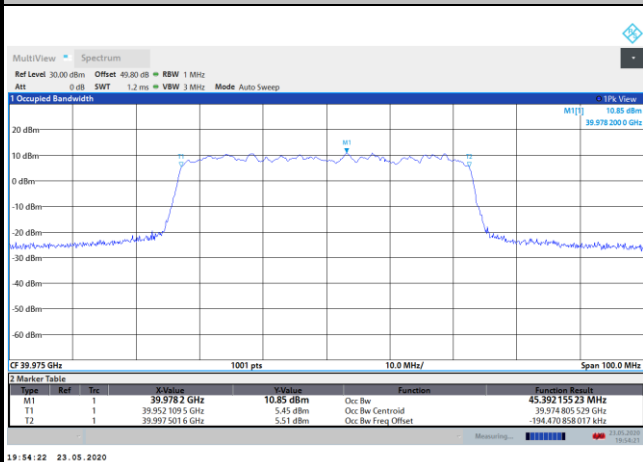 MultiView Spectrum
Ref Level 30.00 dBm Offset 49.80 dB RBW 1 MHz
Att 0 dB SWT 1.2 ms VBW 3 MHz Mode Auto Sweep
1 Occupied Bandwidth 1Pk View
M1[1] 10.85 dBm
39.978 200 0 GHz
20 dBm
M1
10 dBm
T1 T2
0 dBm
-10 dBm
-20 dBm
-30 dBm
-40 dBm
-50 dBm
-60 dBm
CF 39.975 GHz 1001 pts 10.0 MHz/ Span 100.0 MHz
2 Marker Table
Type Ref Trc X-Value Y-Value Function Function Result
M1 1 39.978 2 GHz 10.85 dBm Occ Bw 45.392 155 23 MHz
T1 1 39.952 109 5 GHz 5.45 dBm Occ Bw Centroid 39.974 805 529 GHz
T2 1 39.997 501 6 GHz 5.51 dBm Occ Bw Freq Offset -194.470 858 017 kHz
Measuring... 23.05.2020
19:54:21
19:54:22 23.05.2020